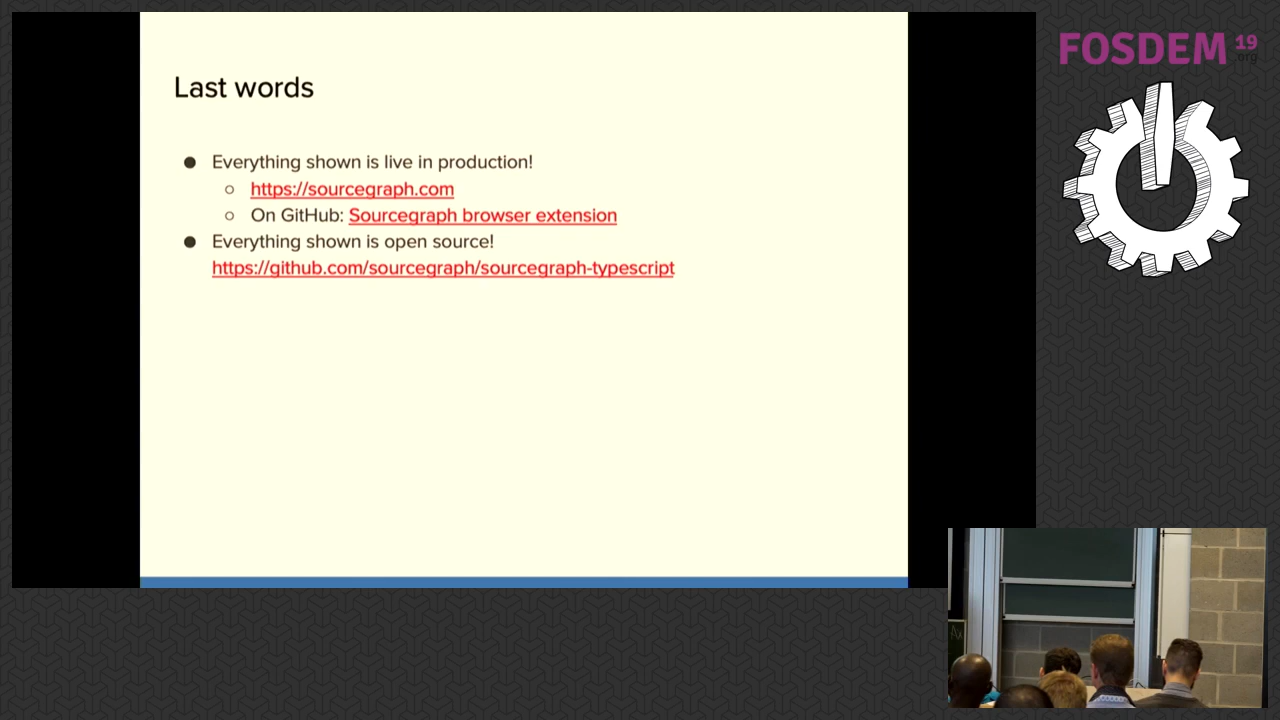 FOSDEM 19
.org
Last words
● Everything shown is live in production!
○ https://sourcegraph.com
○ On GitHub: Sourcegraph browser extension
● Everything shown is open source!
https://github.com/sourcegraph/sourcegraph-typescript